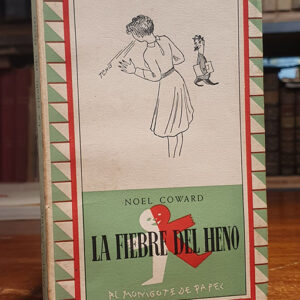 NOEL COWARD
LA FIEBRE DEL HENO
AL MONIGOTE DE PAPEL